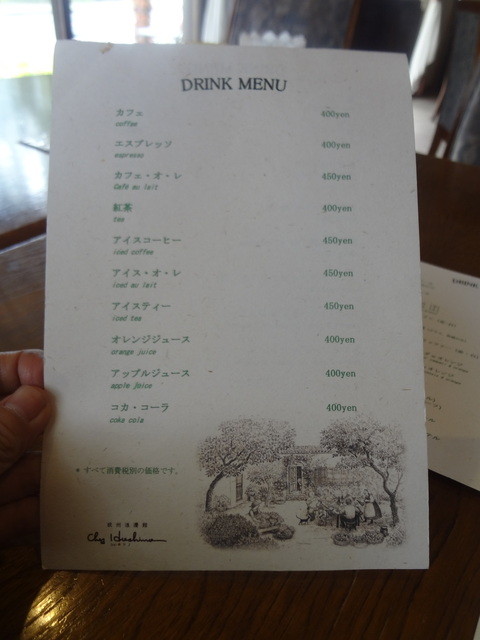 DRINK MENU
カフェ 400yen
coffee
エスプレッソ 400yen
espresso
カフェ・オ・レ 450yen
Café au lait
紅茶 400yen
tea
アイスコーヒー 450yen
iced coffee
アイス・オ・レ 450yen
iced au lait
アイスティー 450yen
iced tea
オレンジジュース 400yen
orange juice
アップルジュース 400yen
apple juice
コカ・コーラ 400yen
coka cola
＊すべて消費税別の価格です。